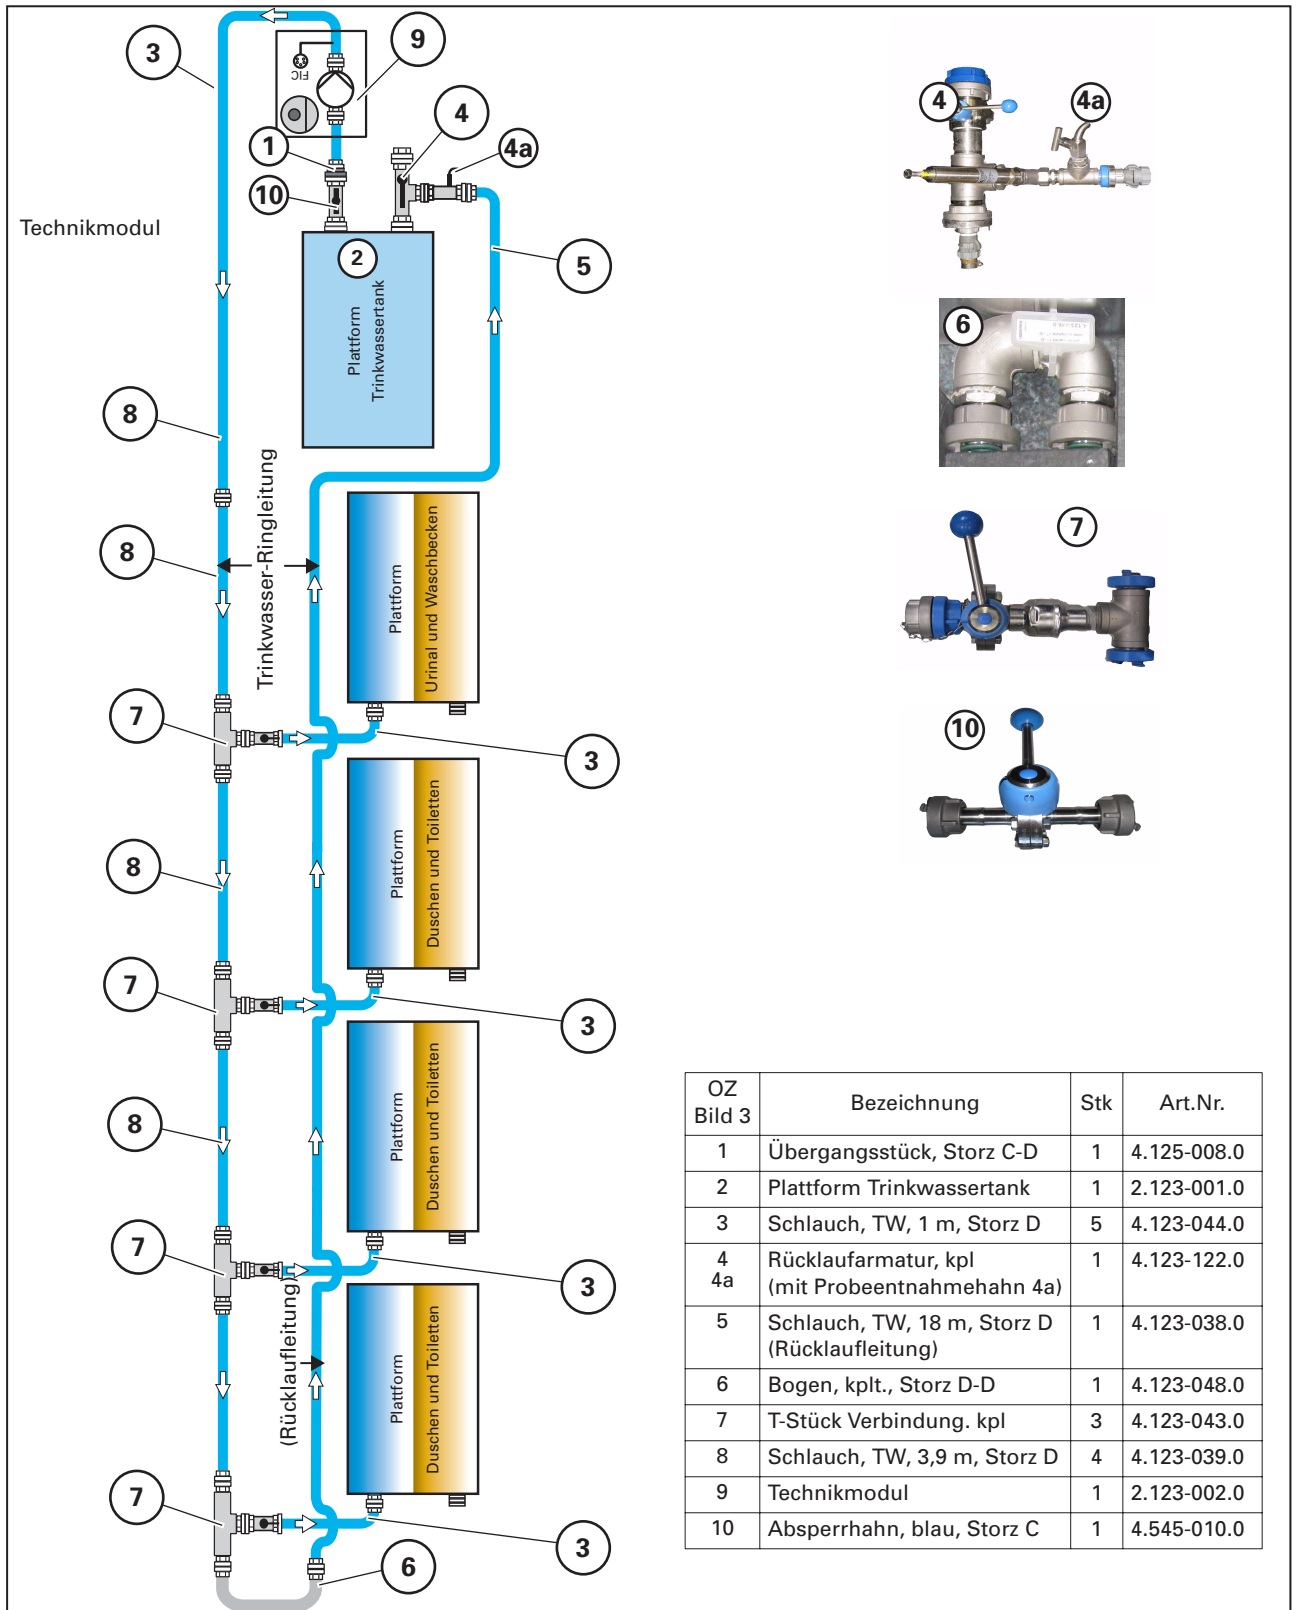 3
9
FIC
4
4a
1
10
Technikmodul
2
Plattform
Trinkwassertank
5
8
8
Trinkwasser-Ringleitung
Plattform
Urinal und Waschbecken
7
3
Plattform
Duschen und Toiletten
8
7
3
Plattform
Duschen und Toiletten
8
7
3
(Rücklaufleitung)
Plattform
Duschen und Toiletten
7
3
6
4
4a
6
7
10
OZ Bild 3 Bezeichnung Stk Art.Nr.
1 Übergangsstück, Storz C-D 1 4.125-008.0
2 Plattform Trinkwassertank 1 2.123-001.0
3 Schlauch, TW, 1 m, Storz D 5 4.123-044.0
4 Rücklaufarmatur, kpl 1 4.123-122.0
4a (mit Probeentnahmehahn 4a)
5 Schlauch, TW, 18 m, Storz D 1 4.123-038.0
(Rücklaufleitung)
6 Bogen, kplt., Storz D-D 1 4.123-048.0
7 T-Stück Verbindung. kpl 3 4.123-043.0
8 Schlauch, TW, 3,9 m, Storz D 4 4.123-039.0
9 Technikmodul 1 2.123-002.0
10 Absperrhahn, blau, Storz C 1 4.545-010.0